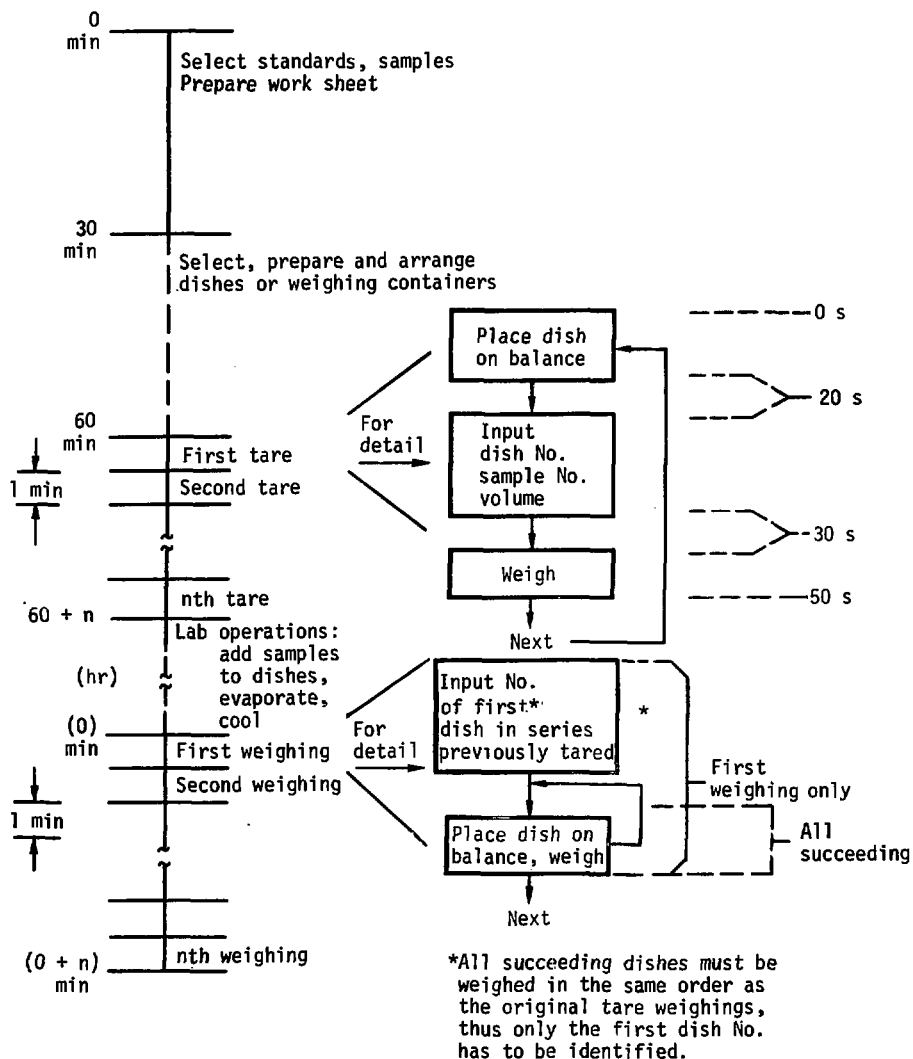 0
min
Select standards, samples
Prepare work sheet
30
min
Select, prepare and arrange
dishes or weighing containers
60
min
First tare
1 min
Second tare
nth tare
60 + n
Lab operations:
add samples
to dishes,
evaporate,
cool
(hr)
(0)
min
First weighing
Second weighing
1 min
nth weighing
(0 + n)
min
For
detail
Place dish
on balance
Input
dish No.
sample No.
volume
Weigh
Next
0 s
20 s
30 s
50 s
For
detail
Input No.
of first*
dish in series
previously tared
*
Place dish on
balance, weigh
Next
First
weighing only
All
succeeding
*All succeeding dishes must be
weighed in the same order as
the original tare weighings,
thus only the first dish No.
has to be identified.